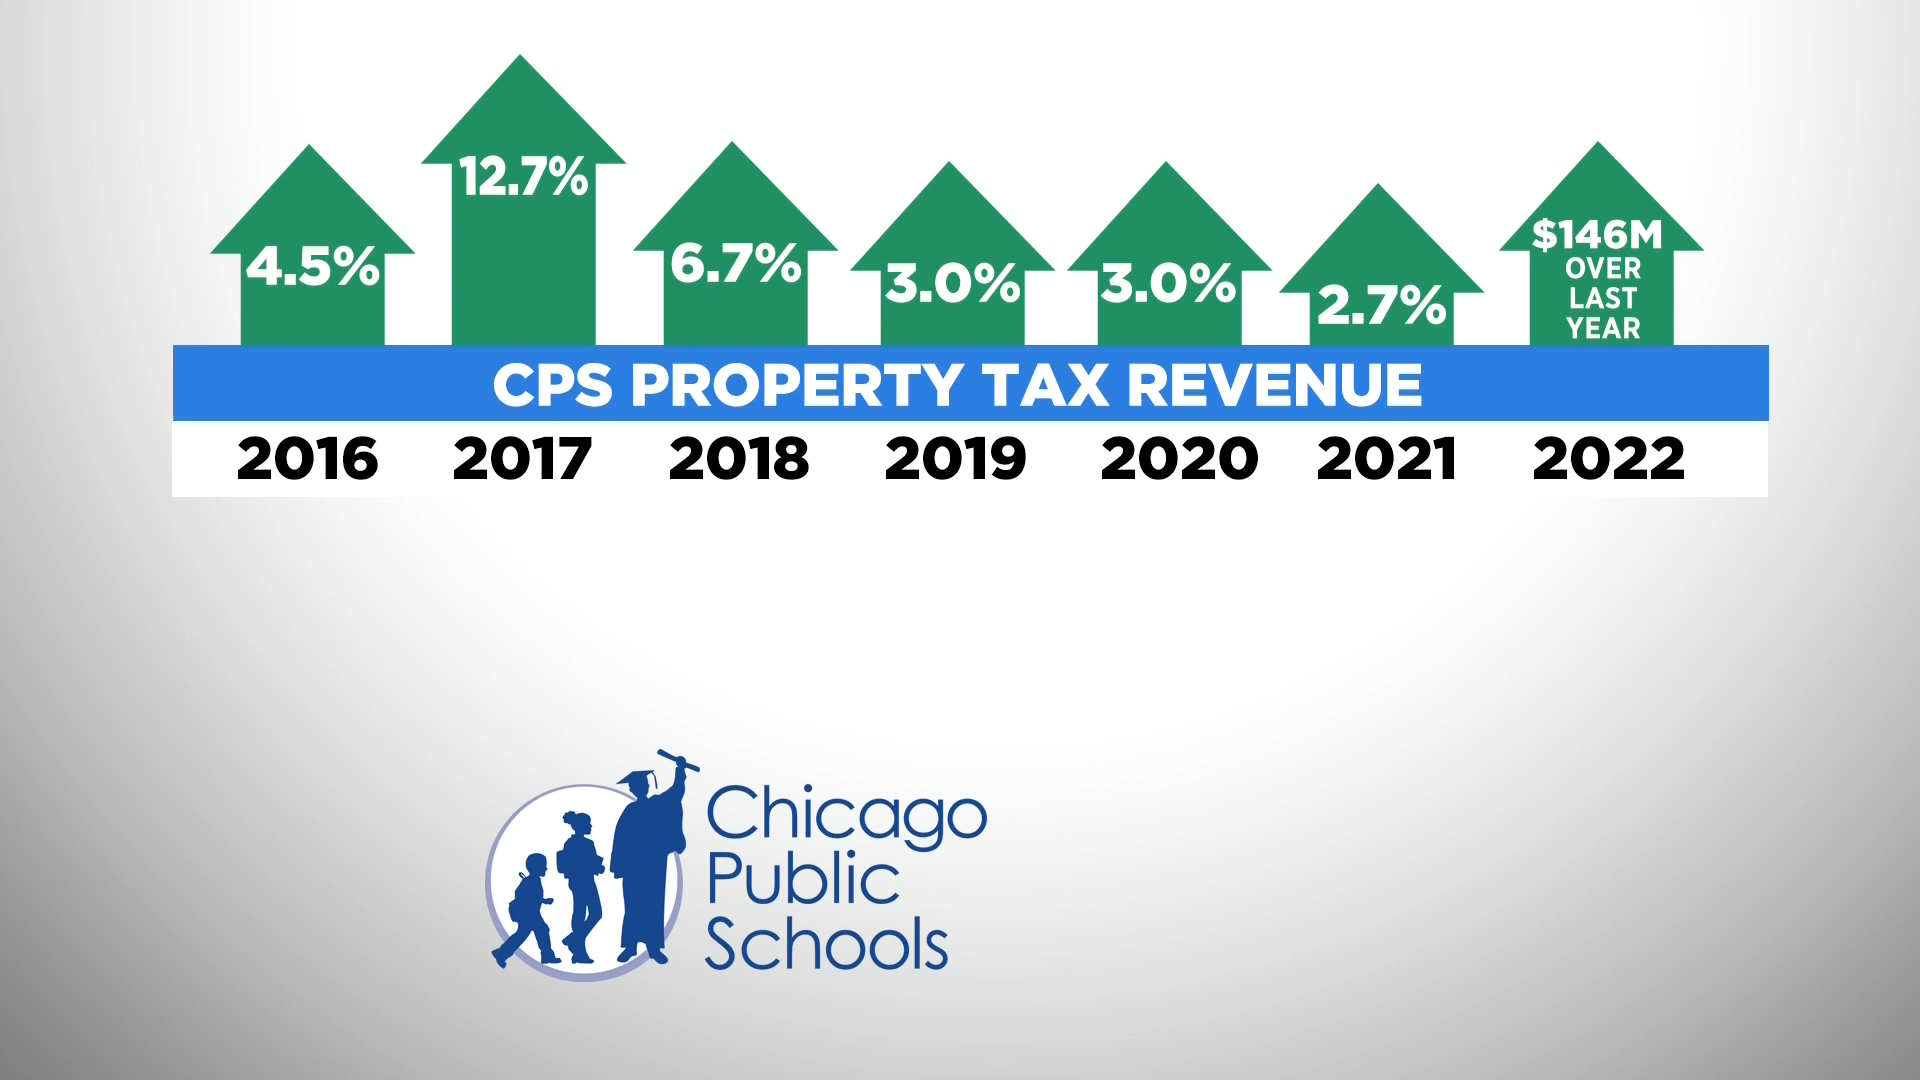 4.5%
12.7%
6.7%
3.0%
3.0%
2.7%
$146M
OVER
LAST
YEAR
CPS PROPERTY TAX REVENUE
2016 2017 2018 2019 2020 2021 2022
Chicago
Public
Schools